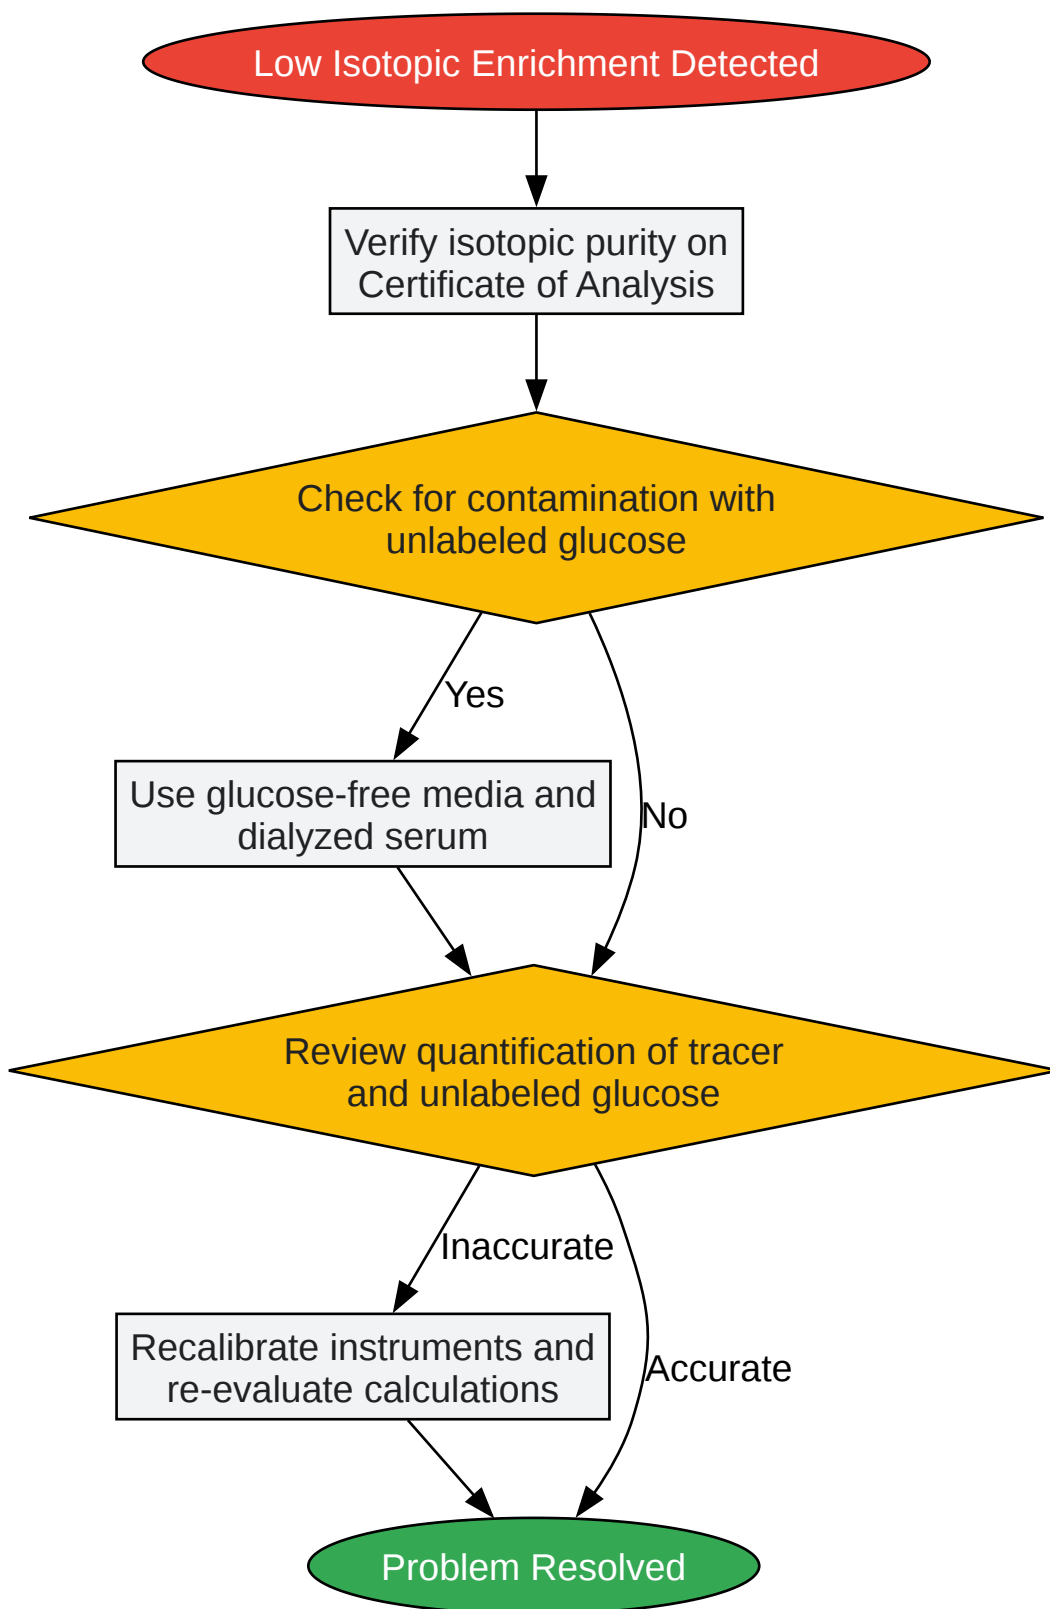 Low Isotopic Enrichment Detected
Verify isotopic purity on
Certificate of Analysis
Check for contamination with
unlabeled glucose
Yes
Use glucose-free media and
dialyzed serum
No
Review quantification of tracer
and unlabeled glucose
Inaccurate
Recalibrate instruments and
re-evaluate calculations
Accurate
Problem Resolved